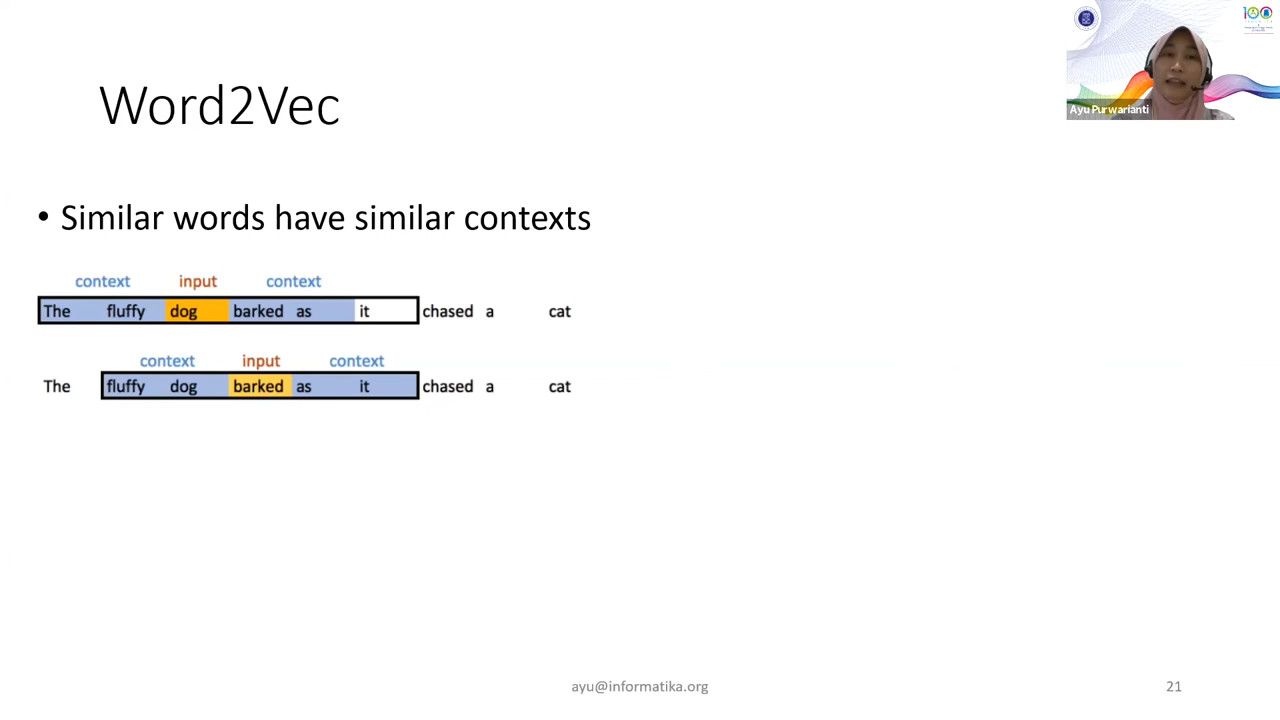 Ayu Purwarianti
Word2Vec
• Similar words have similar contexts
context input context
The fluffy dog barked as it chased a cat
context input context
The fluffy dog barked as it chased a cat
ayu@informatika.org
21